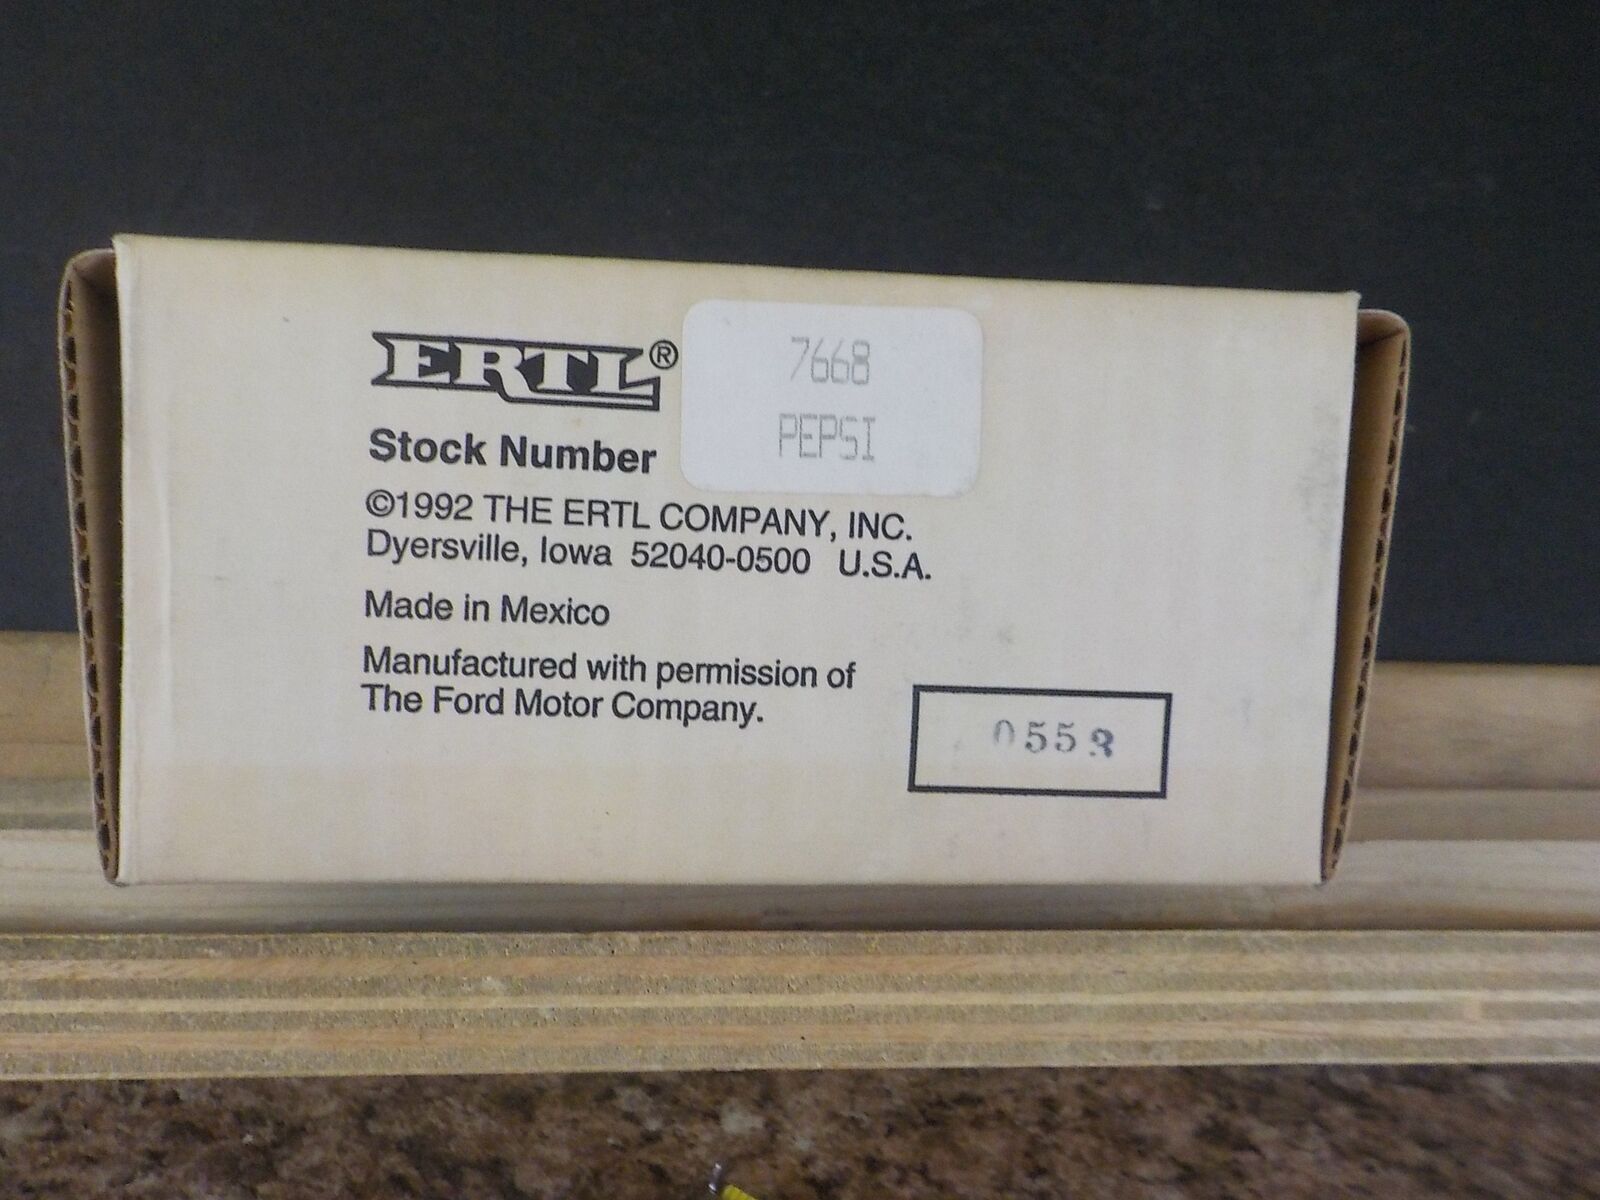 ERTL®
7668
PEPSI
Stock Number
©1992 THE ERTL COMPANY, INC.
Dyersville, Iowa 52040-0500 U.S.A.
Made in Mexico
Manufactured with permission of
The Ford Motor Company.